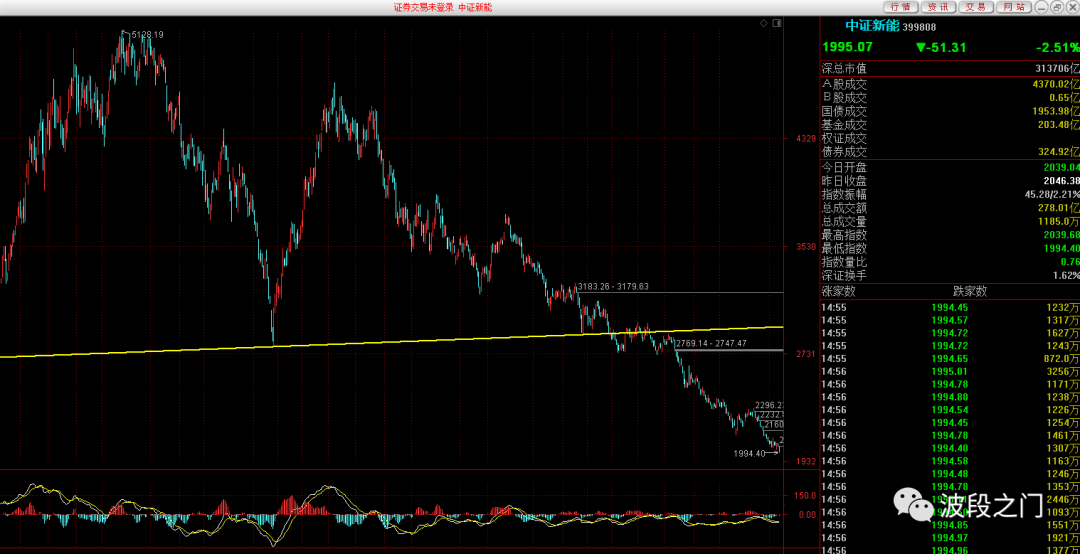 证券交易未登录 中证新能
行情 资讯 交易 网站
5128.19
4329
3530
3183.26 - 3179.63
2769.14 - 2747.47
2731
2296.2
2232
2160
2
1994.40
1932
150.0
0.00
中证新能 399808
1995.07 ▼-51.31 -2.51%
深总市值 313706亿
A股成交 4370.02亿
B股成交 0.65亿
国债成交 1953.98亿
基金成交 203.48亿
权证成交
债券成交 324.92亿
今日开盘 2039.04
昨日收盘 2046.38
指数振幅 45.28/2.21%
总成交额 278.01亿
总成交量 1185.0万
最高指数 2039.68
最低指数 1994.40
指数量比 0.76
深证换手 1.62%
涨家数 跌家数
14:55 1994.45 1232万
14:55 1994.57 1317万
14:55 1994.72 1627万
14:55 1994.72 1243万
14:55 1994.65 872.0万
14:56 1995.01 3256万
14:56 1994.78 1171万
14:56 1994.80 1238万
14:56 1994.54 1226万
14:56 1994.45 1254万
14:56 1994.78 1461万
14:56 1994.40 1307万
14:56 1994.58 1163万
14:56 1994.48 1246万
14:56 1994.78 1353万
14:56 2446万
14:56 1093万
14:56 1994.85 1551万
14:56 1994.97 1921万
14:56 1994.96 1377万
波段之门